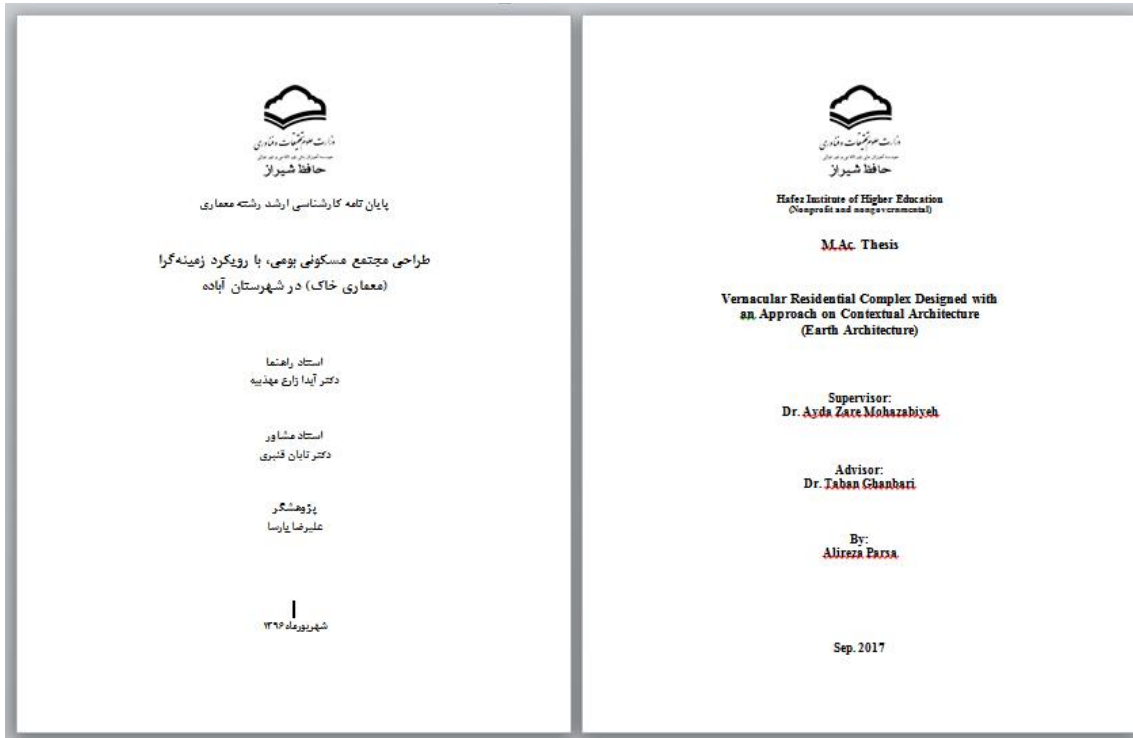 وزارت علوم تحقیقات و فناوری
حافظ شیراز
پایان نامه کارشناسی ارشد رشته معماری
طراحی مجتمع مسکونی بومی، با رویکرد زمینه‌گرا
(معماری خاک) در شهرستان آباده
استاد راهنما
دکتر آیدا زارع مهذبیه
استاد مشاور
دکتر تابان قنبری
پژوهشگر
علیرضا پارسا
شهریورماه ۱۳۹۶
وزارت علوم تحقیقات و فناوری
حافظ شیراز
Hafez Institute of Higher Education
(Nonprofit and nongovernmental)
M.Ac. Thesis
Vernacular Residential Complex Designed with
an Approach on Contextual Architecture
(Earth Architecture)
Supervisor:
Dr. Ayda Zare Mohazabiyeh
Advisor:
Dr. Taban Ghanbari
By:
Alireza Parsa
Sep. 2017